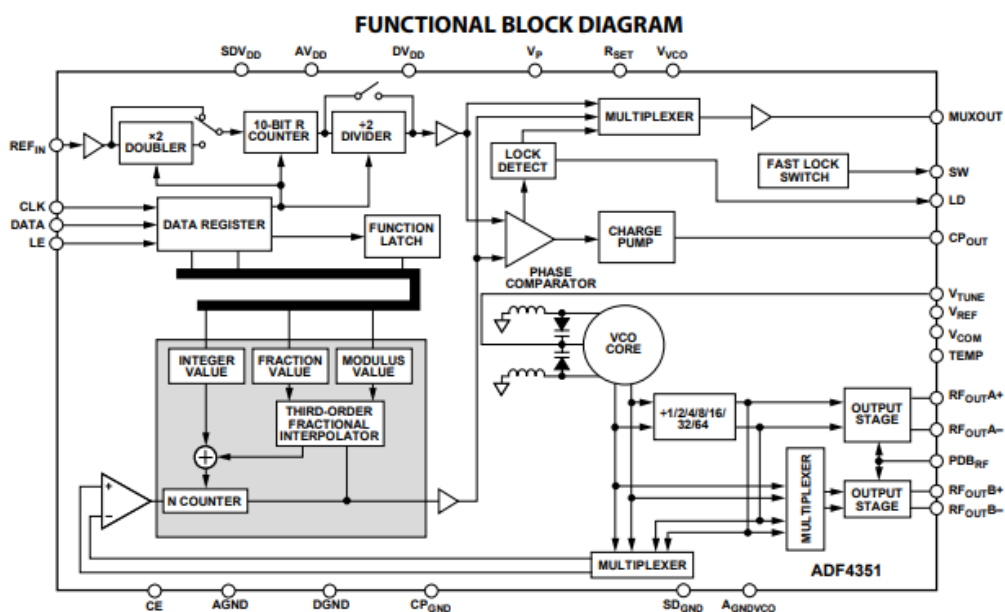 FUNCTIONAL BLOCK DIAGRAM
SDVDD
AVDD
DVDD
VP
RSET
VVCO
REFIN
×2
DOUBLER
10-BIT R
COUNTER
÷2
DIVIDER
MULTIPLEXER
MUXOUT
LOCK
DETECT
FAST LOCK
SWITCH
SW
LD
CLK
DATA
LE
DATA REGISTER
FUNCTION
LATCH
CHARGE
PUMP
CPOUT
PHASE
COMPARATOR
VTUNE
VREF
VCOM
TEMP
VCO
CORE
INTEGER
VALUE
FRACTION
VALUE
MODULUS
VALUE
THIRD-ORDER
FRACTIONAL
INTERPOLATOR
+
N COUNTER
+
−
÷1/2/4/8/16/
32/64
OUTPUT
STAGE
RFOUTA+
RFOUTA−
PDBRF
MULTIPLEXER
OUTPUT
STAGE
RFOUTB+
RFOUTB−
MULTIPLEXER
ADF4351
CE
AGND
DGND
CPGND
SDGND
AGNDVCO